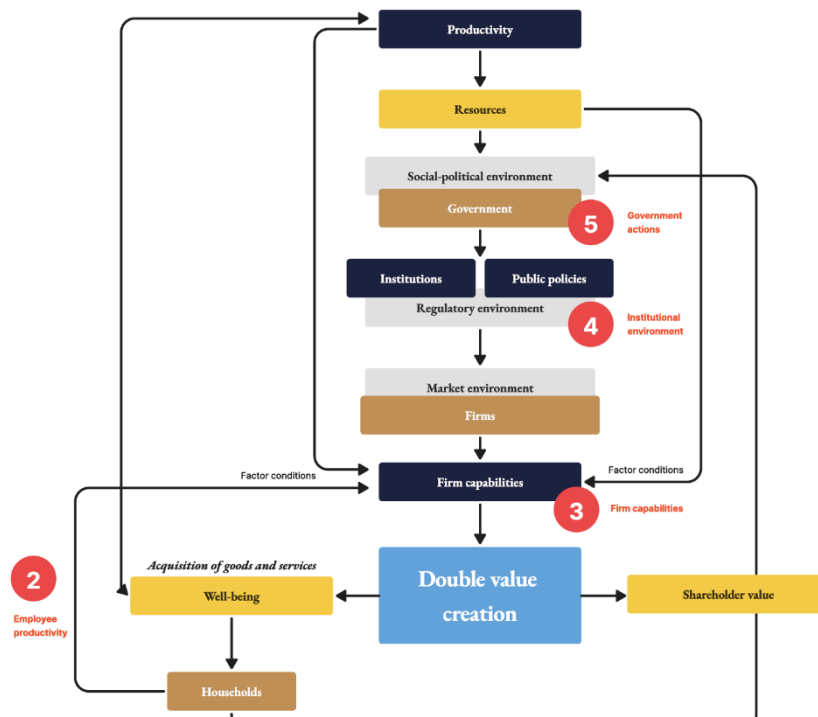 Productivity
Resources
Social-political environment
Government
5
Government
actions
Institutions
Public policies
Regulatory environment
4
Institutional
environment
Market environment
Firms
Factor conditions
Firm capabilities
Factor conditions
3
Firm capabilities
2
Employee
productivity
Acquisition of goods and services
Well-being
Double value
creation
Shareholder value
Households